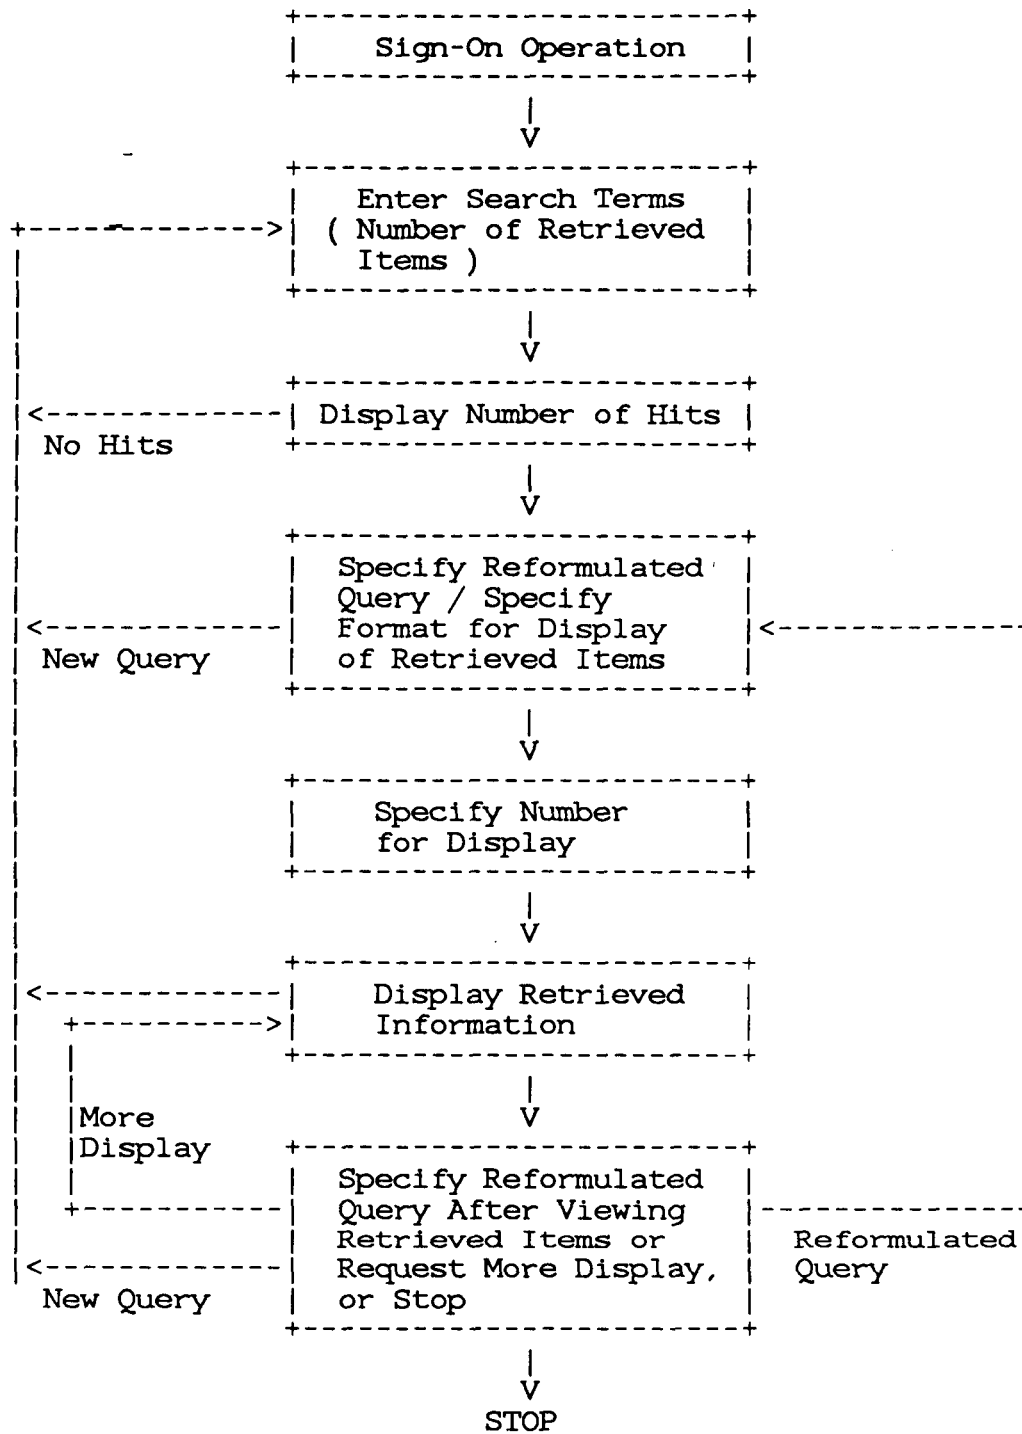 Sign-On Operation
Enter Search Terms
( Number of Retrieved
Items )
Display Number of Hits
No Hits
Specify Reformulated
Query / Specify
Format for Display
of Retrieved Items
New Query
Specify Number
for Display
Display Retrieved
Information
More
Display
Specify Reformulated
Query After Viewing
Retrieved Items or
Request More Display,
or Stop
Reformulated
Query
New Query
STOP